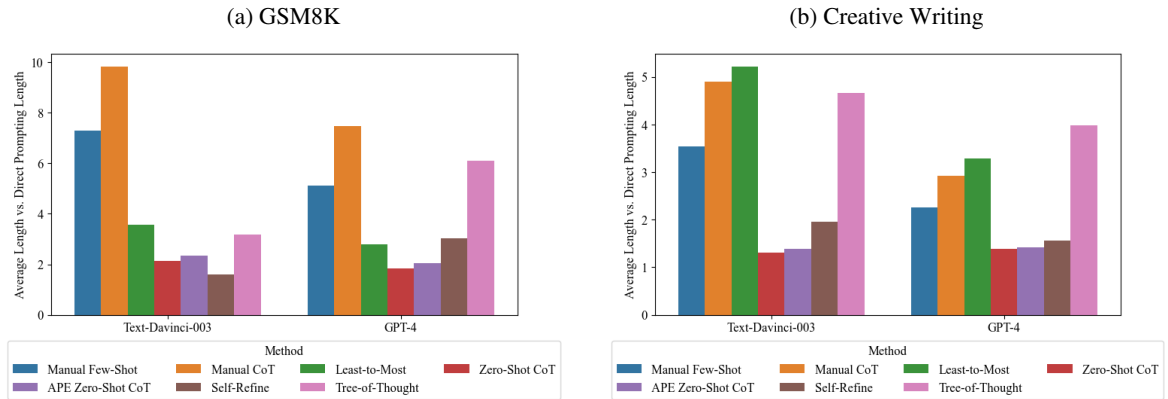 (a) GSM8K
Average Length vs. Direct Prompting Length
10
8
6
4
2
0
Text-Davinci-003
GPT-4
Method
Manual Few-Shot
Manual CoT
Least-to-Most
Zero-Shot CoT
APE Zero-Shot CoT
Self-Refine
Tree-of-Thought
(b) Creative Writing
Average Length vs. Direct Prompting Length
5
4
3
2
1
0
Text-Davinci-003
GPT-4
Method
Manual Few-Shot
Manual CoT
Least-to-Most
Zero-Shot CoT
APE Zero-Shot CoT
Self-Refine
Tree-of-Thought